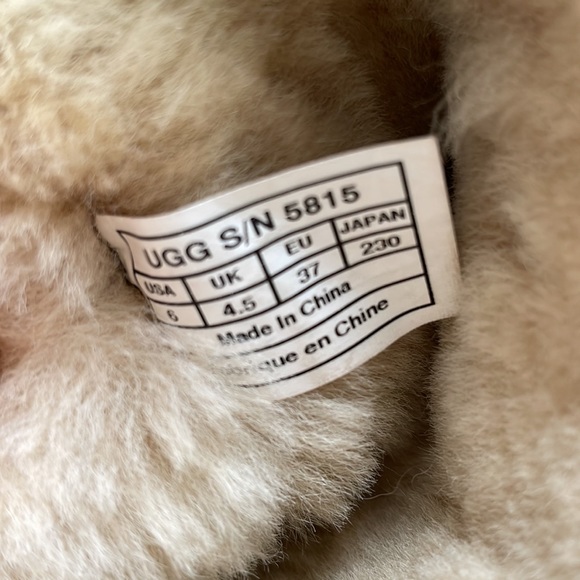 UGG S/N 5815
USA UK EU JAPAN
6 4.5 37 230
Made In China
en Chine